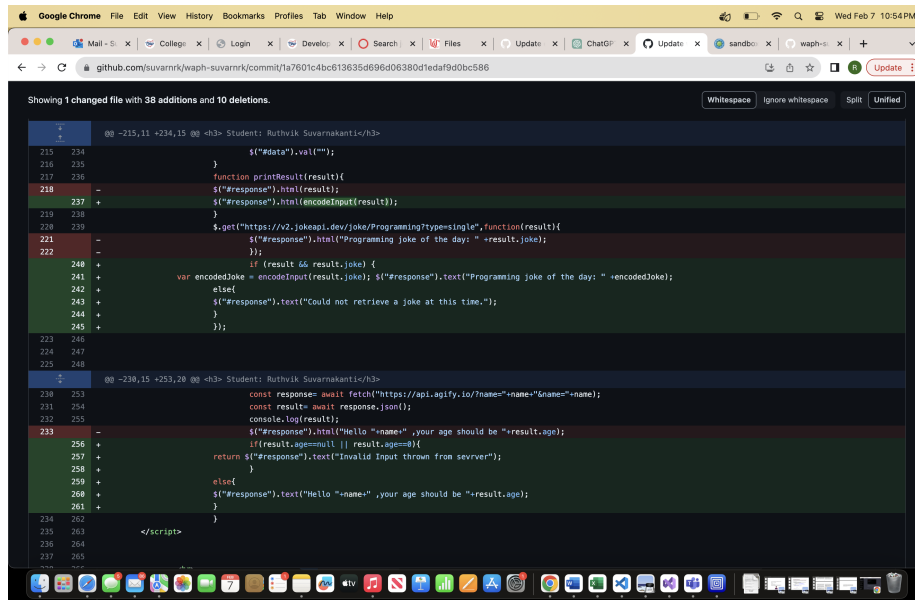 Google Chrome File Edit View History Bookmarks Profiles Tab Window Help Wed Feb 7 10:54PM
Mail - S College Login Develop Search Files Update ChatGP Update sandbo waph-s
github.com/suvarnrk/waph-suvarnrk/commit/1a7601c4bc613635d696d06380d1edaf9d0bc586 R Update
Showing 1 changed file with 38 additions and 10 deletions. Whitespace Ignore whitespace Split Unified
@@ -215,11 +234,15 @@ <h3> Student: Ruthvik Suvarnakanti</h3>
215 234 $("#data").val("");
216 235 }
217 236 function printResult(result){
218 - $("#response").html(result);
237 + $("#response").html(encodeInput(result));
219 238 }
220 239 $.get("https://v2.jokeapi.dev/joke/Programming?type=single",function(result){
221 - $("#response").html("Programming joke of the day: " +result.joke);
222 - });
240 + if (result && result.joke) {
241 + var encodedJoke = encodeInput(result.joke); $("#response").text("Programming joke of the day: " +encodedJoke);
242 + else{
243 + $("#response").text("Could not retrieve a joke at this time.");
244 + }
245 + });
223 246
224 247
225 248
@@ -230,15 +253,20 @@ <h3> Student: Ruthvik Suvarnakanti</h3>
230 253 const response= await fetch("https://api.agify.io/?name="+name+"&name="+name);
231 254 const result= await response.json();
232 255 console.log(result);
233 - $("#response").html("Hello "+name+" ,your age should be "+result.age);
256 + if(result.age==null || result.age==0){
257 + return $("#response").text("Invalid Input thrown from sevrver");
258 + }
259 + else{
260 + $("#response").text("Hello "+name+" ,your age should be "+result.age);
261 + }
234 262 }
235 263 </script>
236 264
237 265